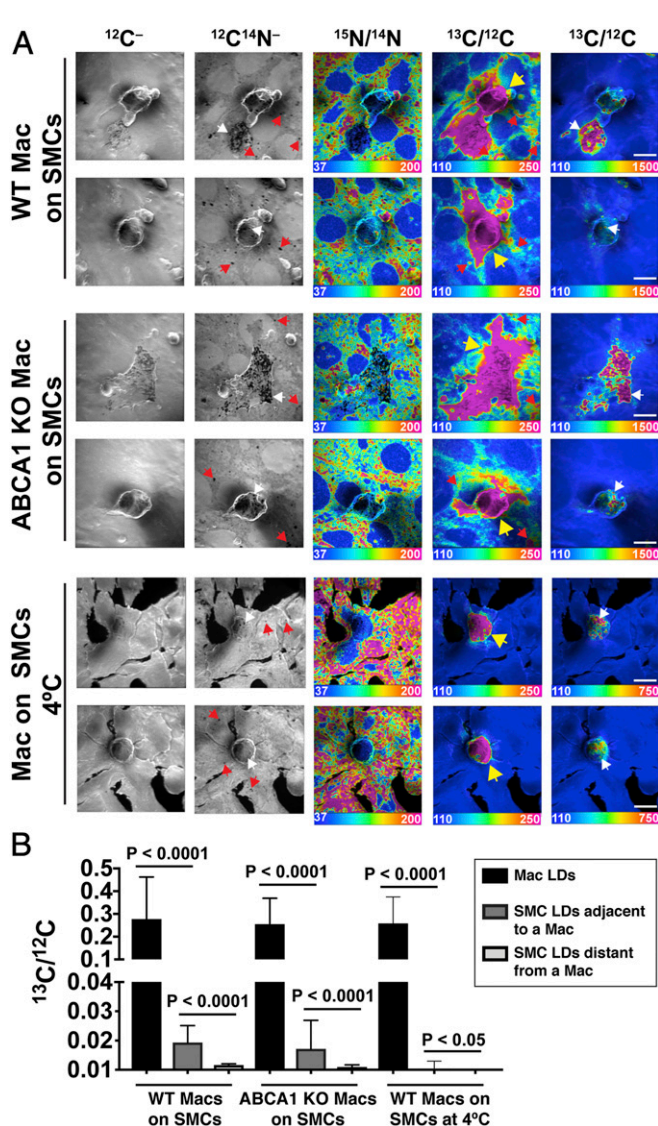 A
¹²C⁻ ¹²C¹⁴N⁻ ¹⁵N/¹⁴N ¹³C/¹²C ¹³C/¹²C
WT Mac
on SMCs
37 200 110 250 110 1500
37 200 110 250 110 1500
ABCA1 KO Mac
on SMCs
37 200 110 250 110 1500
37 200 110 250 110 1500
Mac on SMCs
4ºC
37 200 110 250 110 750
37 200 110 250 110 750
B
P < 0.0001 P < 0.0001 P < 0.0001
0.5
0.4
0.3
0.2
0.1
0.04
0.03
0.02
0.01
¹³C/¹²C
P < 0.0001 P < 0.0001 P < 0.05
Mac LDs
SMC LDs adjacent
to a Mac
SMC LDs distant
from a Mac
WT Macs
on SMCs
ABCA1 KO Macs
on SMCs
WT Macs on
SMCs at 4ºC